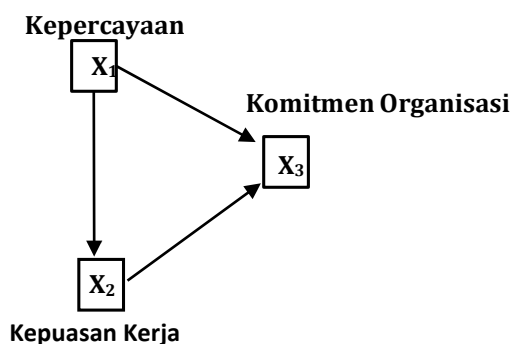 Kepercayaan
X₁
Komitmen Organisasi
X₃
X₂
Kepuasan Kerja